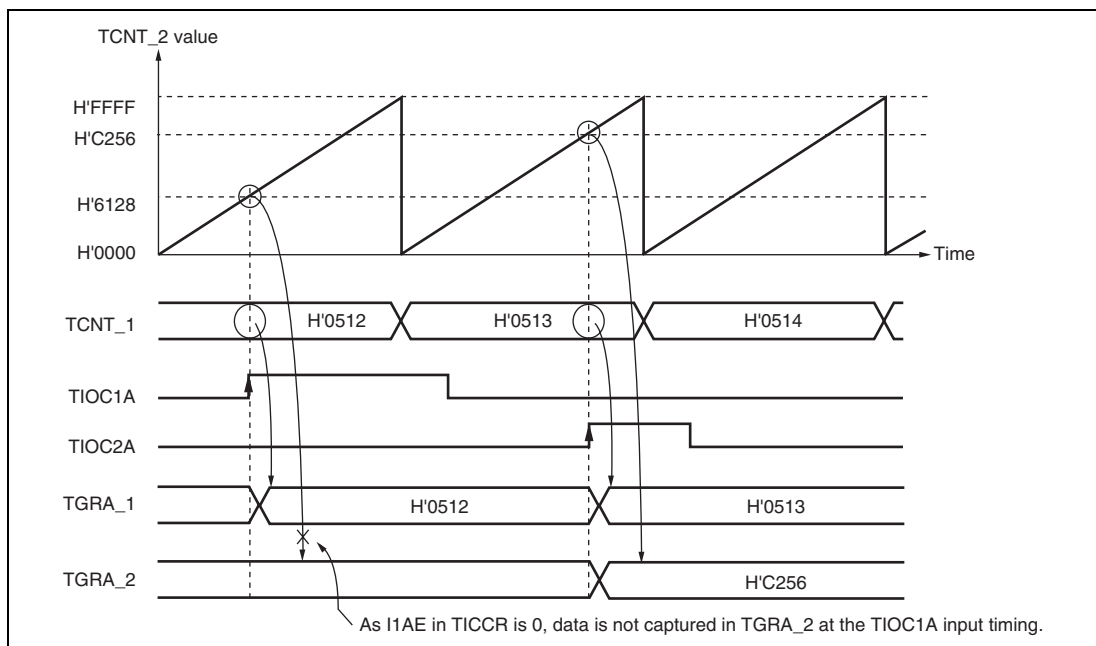 TCNT_2 value
H'FFFF
H'C256
H'6128
H'0000
Time
TCNT_1
H'0512
H'0513
H'0514
TIOC1A
TIOC2A
TGRA_1
H'0512
H'0513
TGRA_2
H'C256
As I1AE in TICCR is 0, data is not captured in TGRA_2 at the TIOC1A input timing.